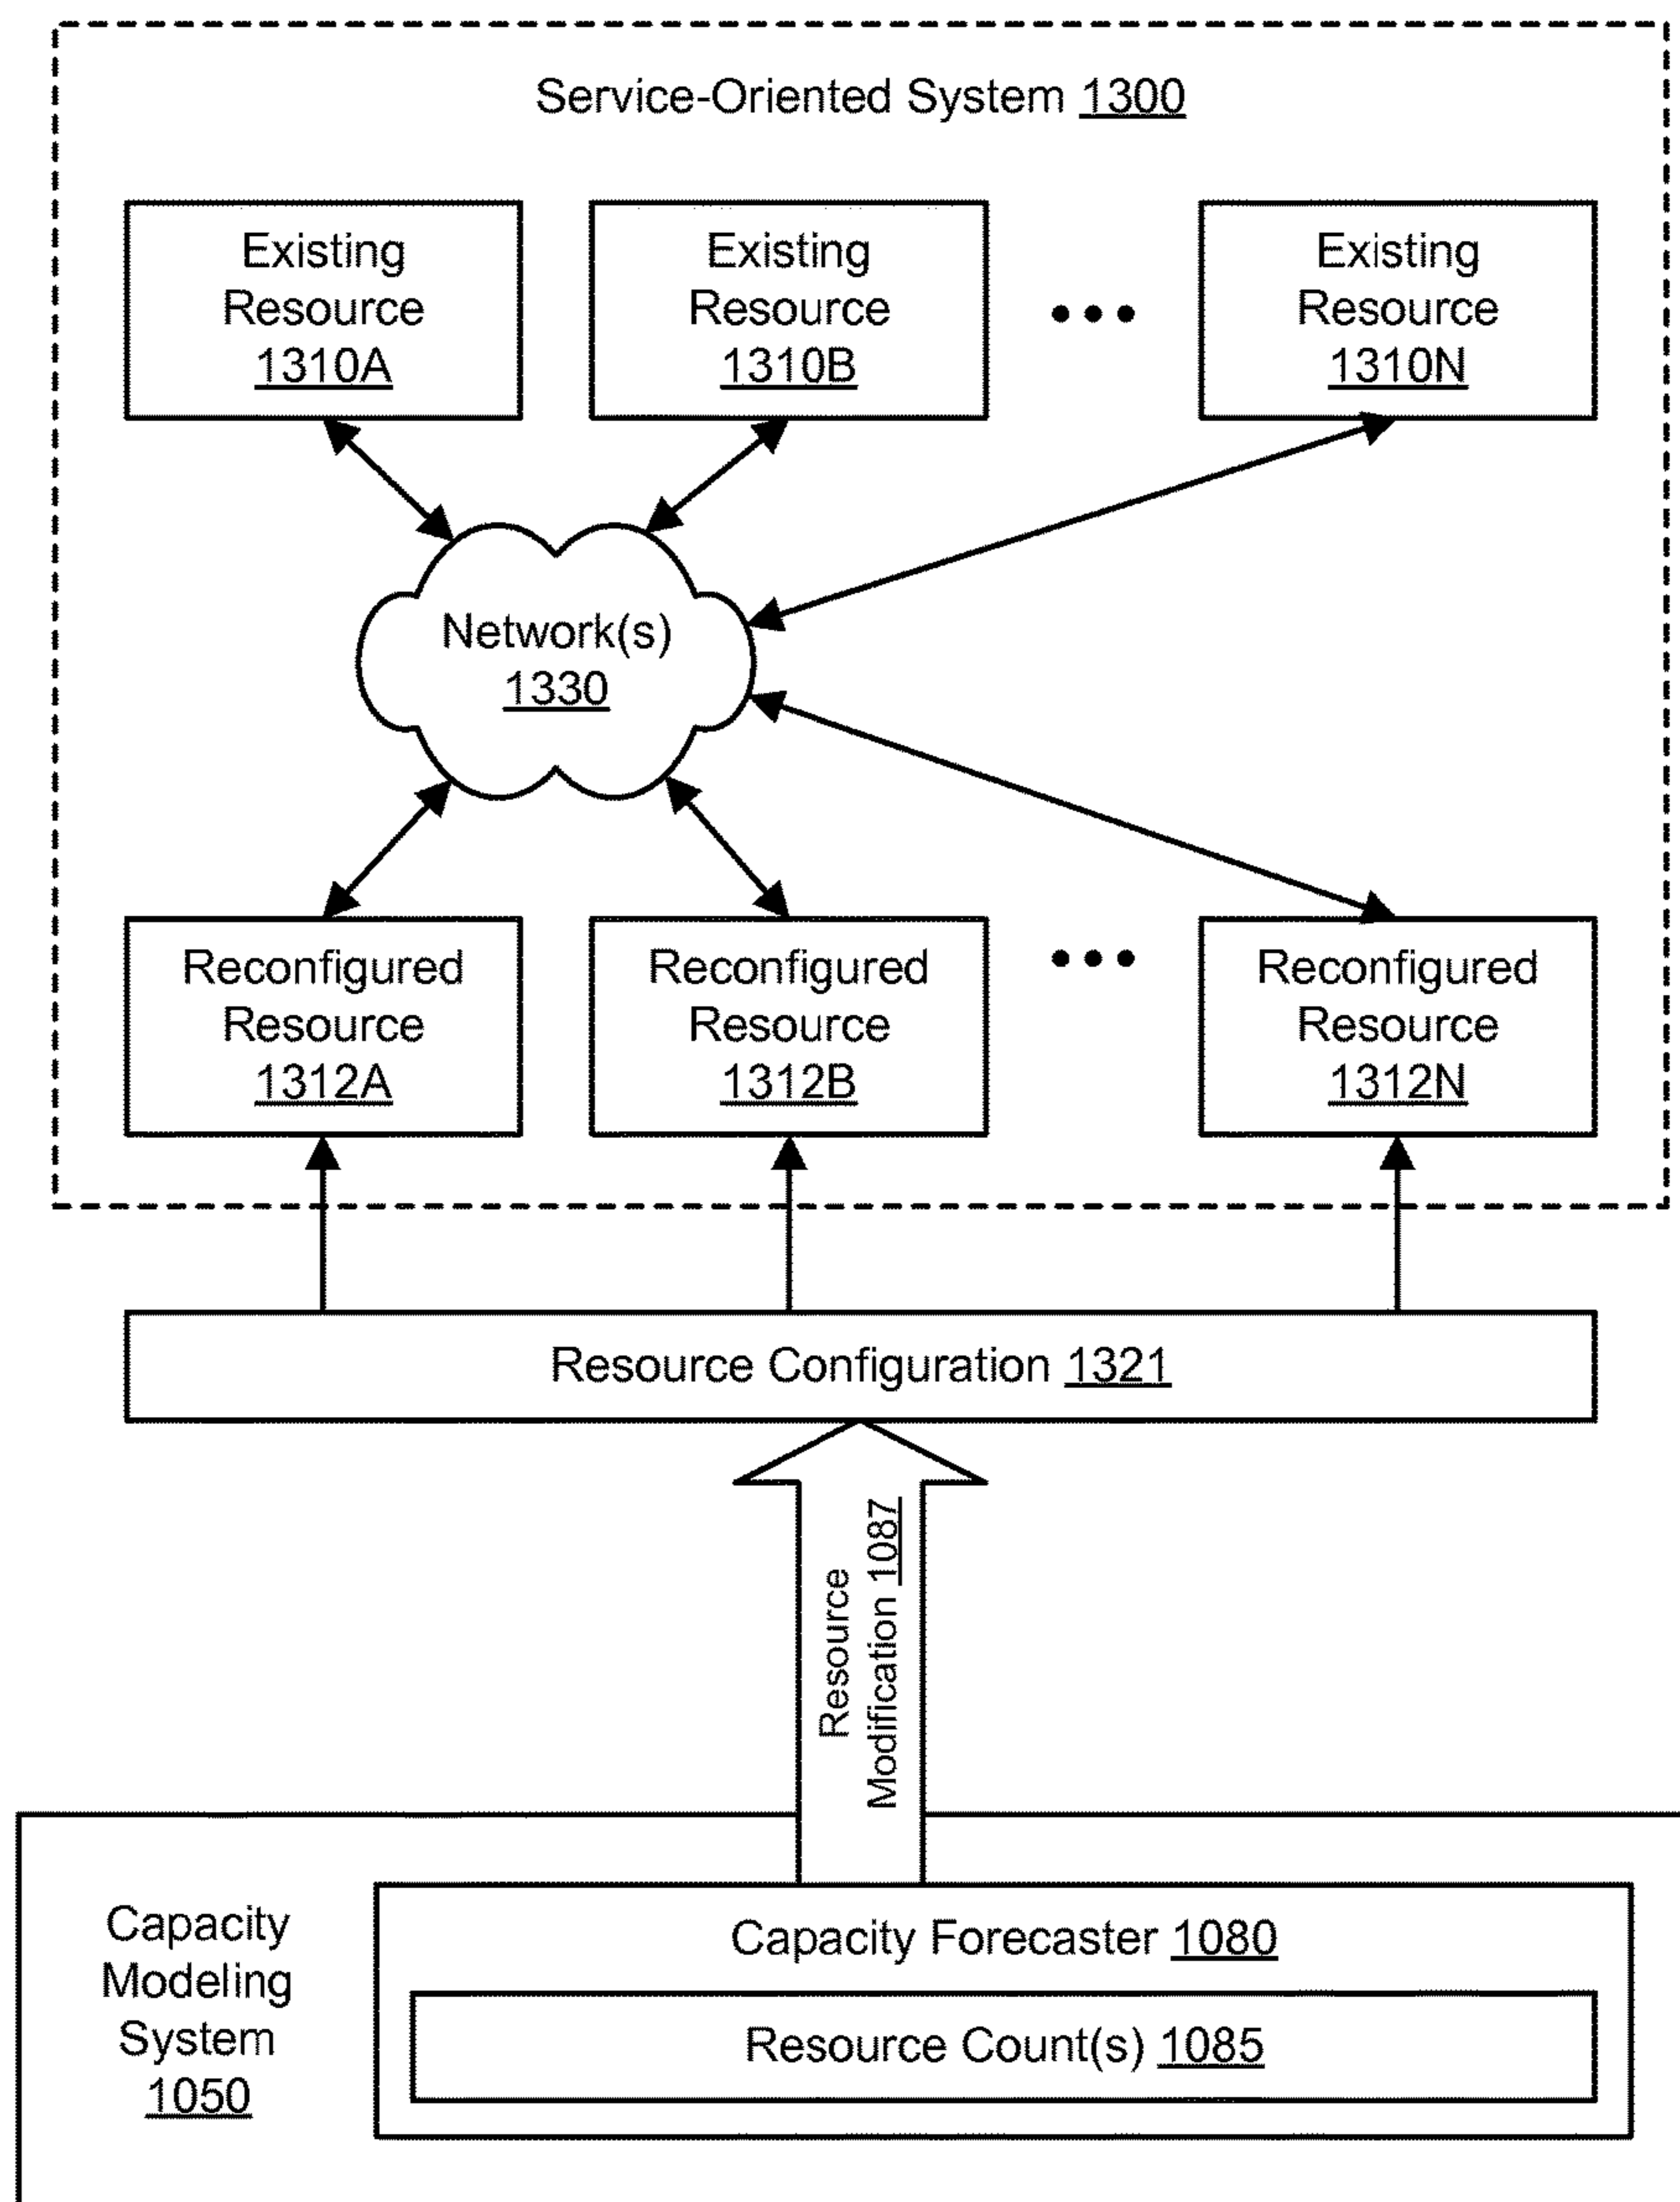 Service-Oriented System 1300
Existing
Resource
1310A
Existing
Resource
1310B
Existing
Resource
1310N
Network(s)
1330
Reconfigured
Resource
1312A
Reconfigured
Resource
1312B
Reconfigured
Resource
1312N
Resource Configuration 1321
Resource
Modification 1087
Capacity
Modeling
System
1050
Capacity Forecaster 1080
Resource Count(s) 1085